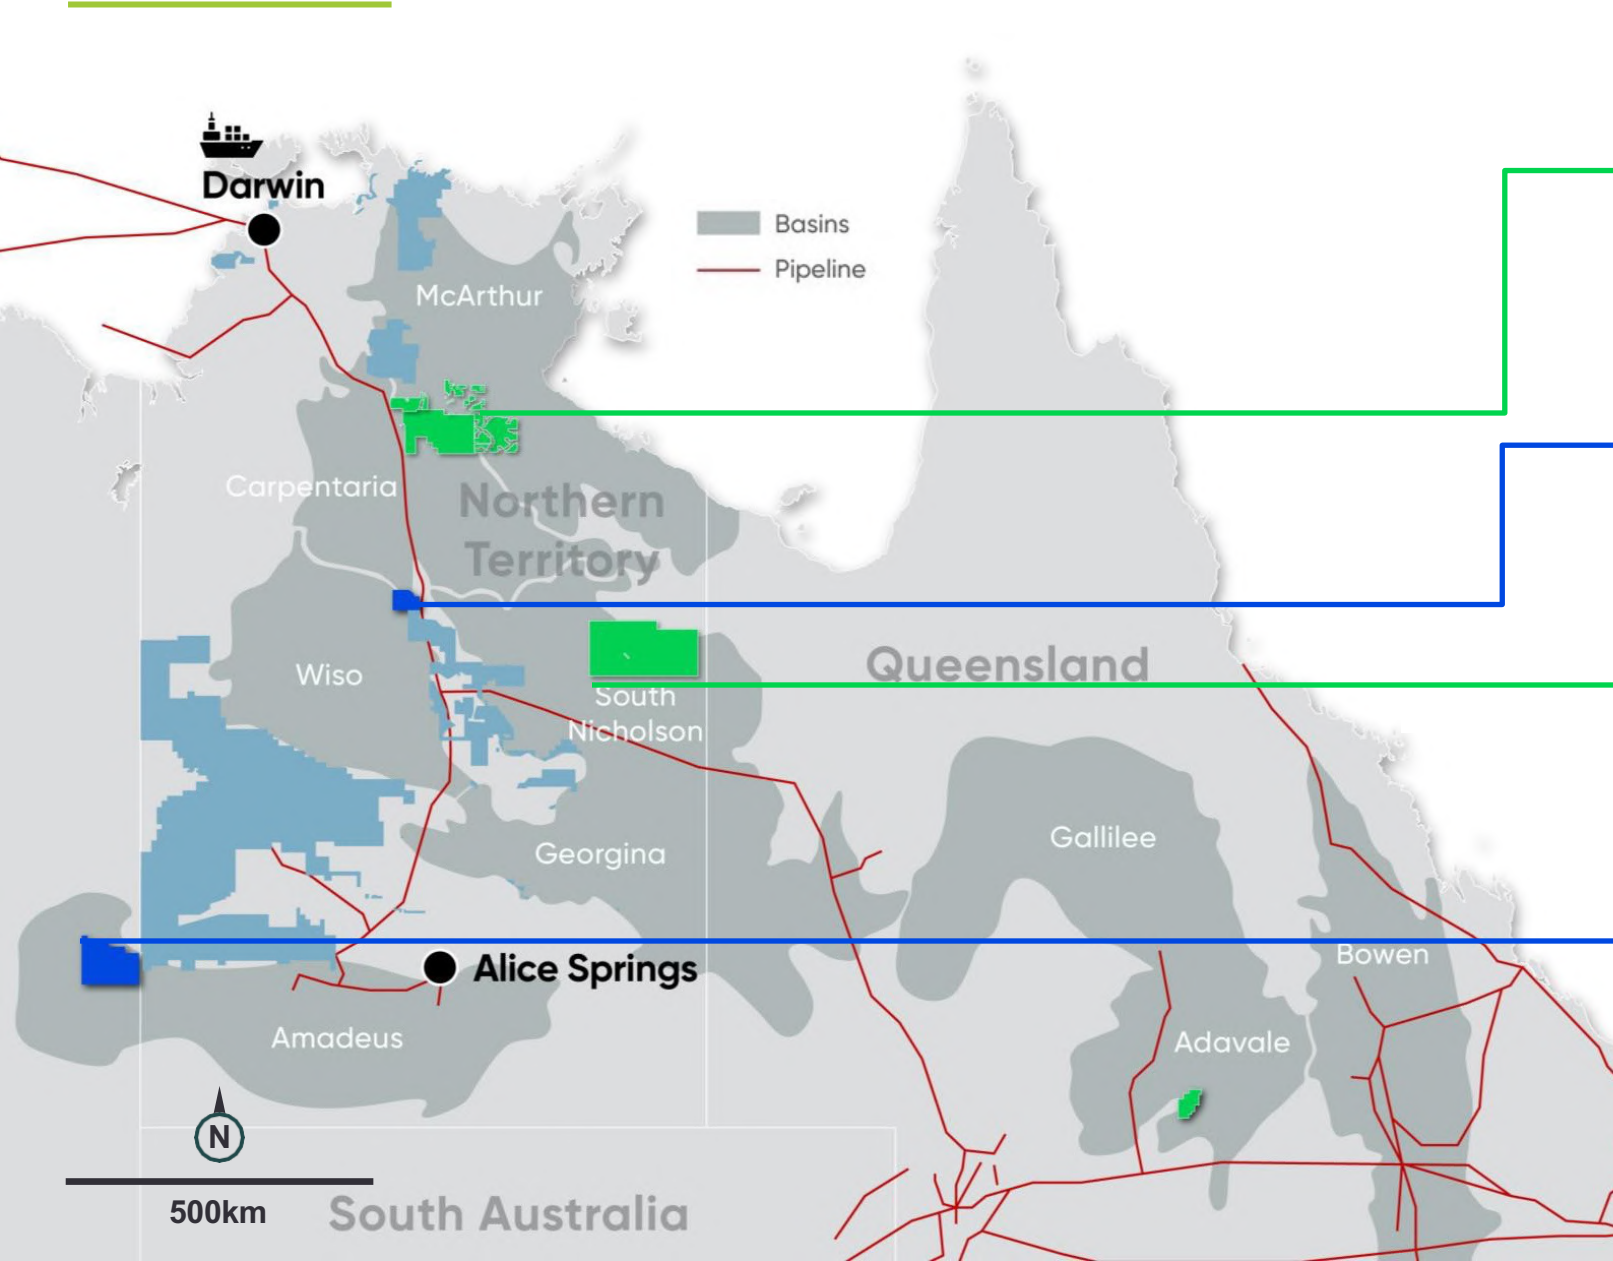 Darwin
Basins
Pipeline
McArthur
Carpentaria
Northern
Territory
Wiso
Queensland
South
Nicholson
Gallilee
Georgina
Bowen
Alice Springs
Amadeus
Adavale
N
500km
South Australia